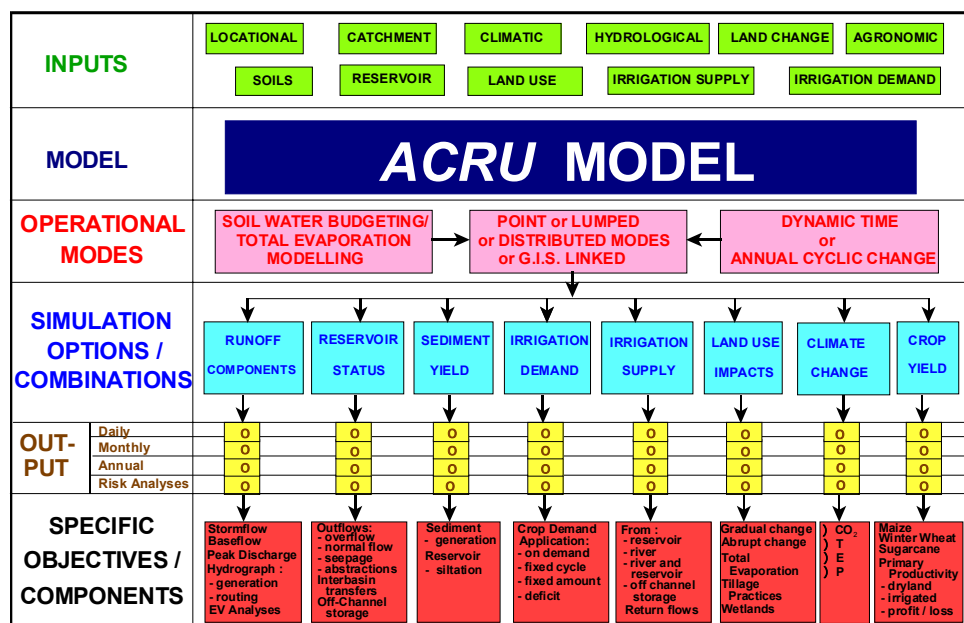 INPUTS
LOCATIONAL
CATCHMENT
CLIMATIC
HYDROLOGICAL
LAND CHANGE
AGRONOMIC
SOILS
RESERVOIR
LAND USE
IRRIGATION SUPPLY
IRRIGATION DEMAND
MODEL
ACRU MODEL
OPERATIONAL
MODES
SOIL WATER BUDGETING/
TOTAL EVAPORATION
MODELLING
POINT or LUMPED
or DISTRIBUTED MODES
or G.I.S. LINKED
DYNAMIC TIME
or
ANNUAL CYCLIC CHANGE
SIMULATION
OPTIONS /
COMBINATIONS
RUNOFF
COMPONENTS
RESERVOIR
STATUS
SEDIMENT
YIELD
IRRIGATION
DEMAND
IRRIGATION
SUPPLY
LAND USE
IMPACTS
CLIMATE
CHANGE
CROP
YIELD
OUT-
PUT
Daily
O O O O O O O O
Monthly
O O O O O O O O
Annual
O O O O O O O O
Risk Analyses
O O O O O O O O
SPECIFIC
OBJECTIVES /
COMPONENTS
Stormflow
Baseflow
Peak Discharge
Hydrograph :
- generation
- routing
EV Analyses
Outflows:
- overflow
- normal flow
- seepage
- abstractions
Interbasin
transfers
Off-Channel
storage
Sediment
- generation
Reservoir
- siltation
Crop Demand
Application:
- on demand
- fixed cycle
- fixed amount
- deficit
From :
- reservoir
- river
- river and
reservoir
- off channel
storage
Return flows
Gradual change
Abrupt change
Total
Evaporation
Tillage
Practices
Wetlands
) CO₂
) T
) E
) P
Maize
Winter Wheat
Sugarcane
Primary
Productivity
- dryland
- irrigated
- profit / loss